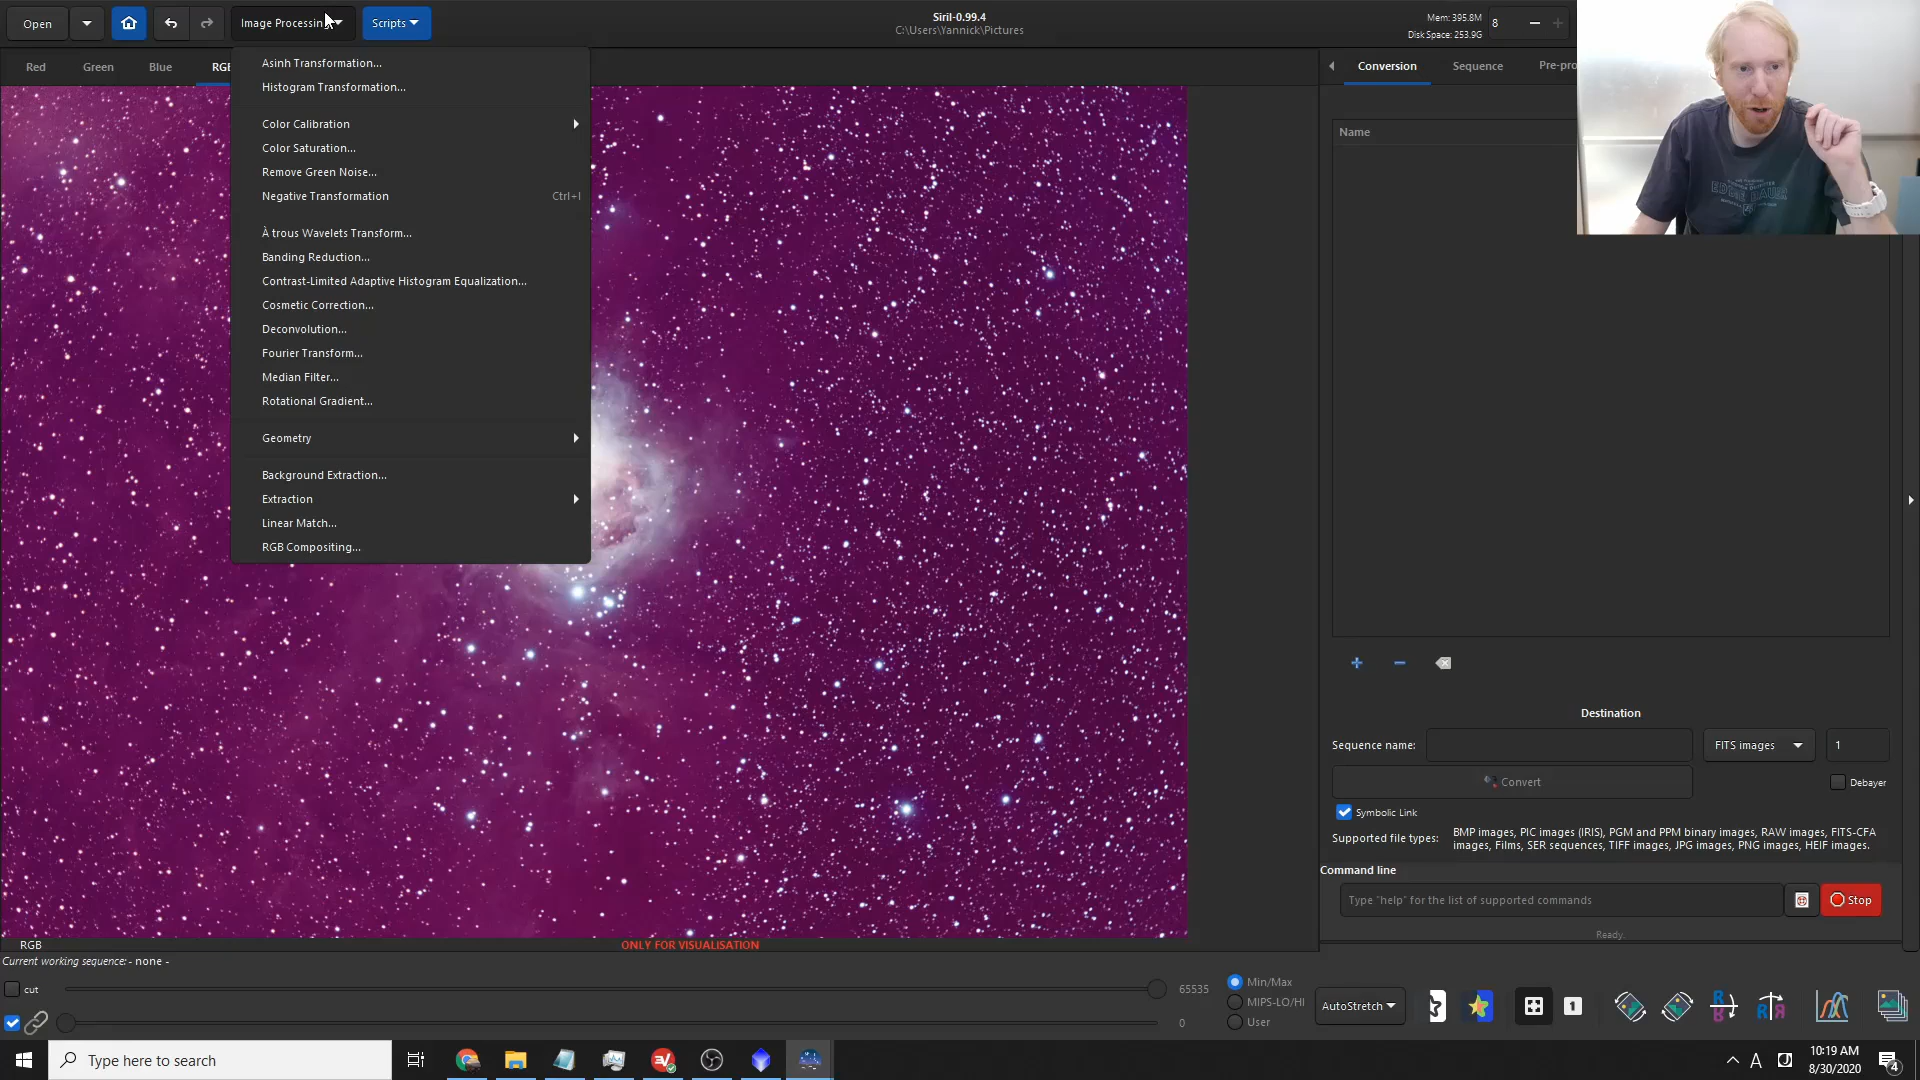 Open
Image Processin
Scripts
Siril-0.99.4
C:\Users\Yannick\Pictures
Mem: 395.8M
Disk Space: 253.9G
8
Red
Green
Blue
RGB
Asinh Transformation...
Histogram Transformation...
Color Calibration
Color Saturation...
Remove Green Noise...
Negative Transformation Ctrl+I
À trous Wavelets Transform...
Banding Reduction...
Contrast-Limited Adaptive Histogram Equalization...
Cosmetic Correction...
Deconvolution...
Fourier Transform...
Median Filter...
Rotational Gradient...
Geometry
Background Extraction...
Extraction
Linear Match...
RGB Compositing...
Conversion
Sequence
Pre-pro
Name
EDDIE BAUER
Destination
Sequence name:
FITS images
1
Convert
Debayer
Symbolic Link
Supported file types:
BMP images, PIC images (IRIS), PGM and PPM binary images, RAW images, FITS-CFA
images, Films, SER sequences, TIFF images, JPG images, PNG images, HEIF images.
Command line
Type "help" for the list of supported commands
Stop
Ready.
RGB
ONLY FOR VISUALISATION
Current working sequence: - none -
cut
65535
0
Min/Max
MIPS-LO/HI
User
AutoStretch
1
Type here to search
10:19 AM
8/30/2020
4